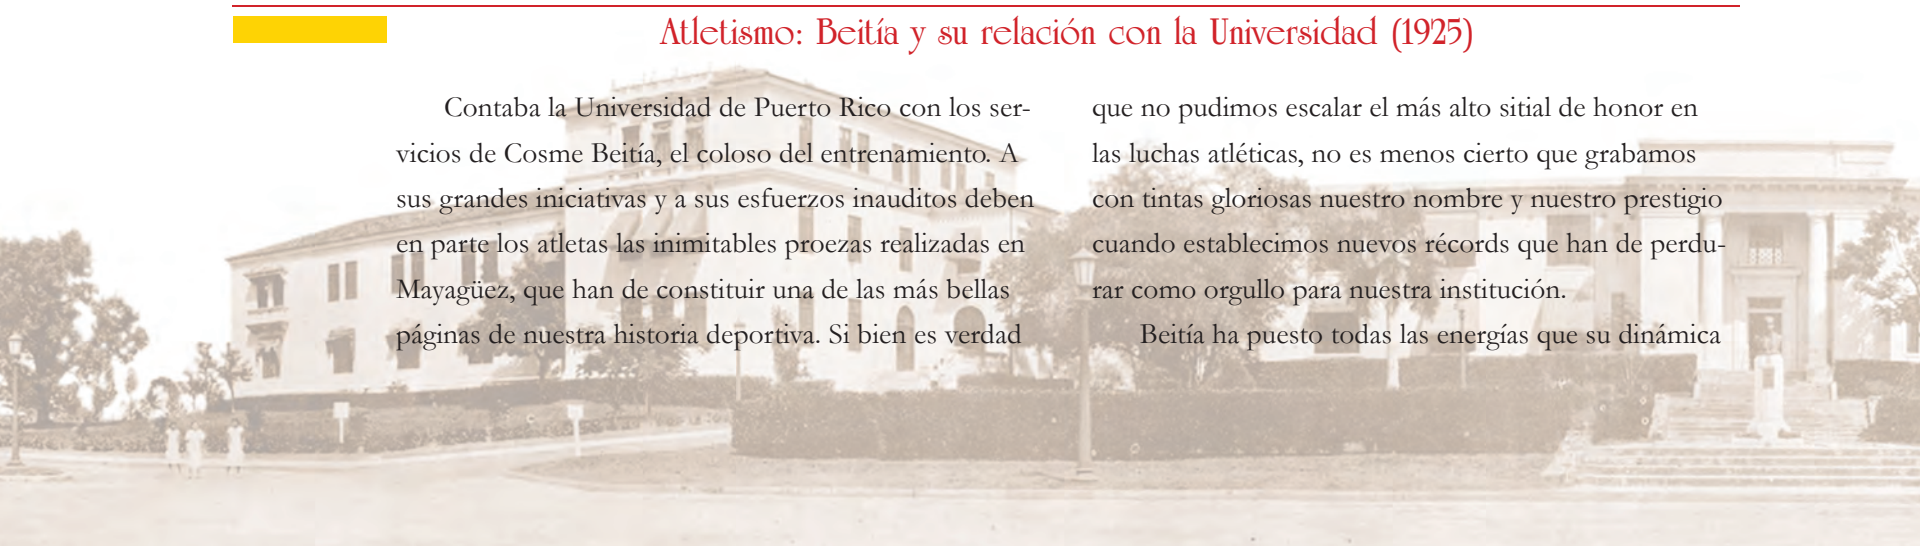 Atletismo: Beitía y su relación con la Universidad (1925)
Contaba la Universidad de Puerto Rico con los ser-
vicios de Cosme Beitía, el coloso del entrenamiento. A
sus grandes iniciativas y a sus esfuerzos inauditos deben
en parte los atletas las inimitables proezas realizadas en
Mayagüez, que han de constituir una de las más bellas
páginas de nuestra historia deportiva. Si bien es verdad
que no pudimos escalar el más alto sitial de honor en
las luchas atléticas, no es menos cierto que grabamos
con tintas gloriosas nuestro nombre y nuestro prestigio
cuando establecimos nuevos récords que han de perdu-
rar como orgullo para nuestra institución.
Beitía ha puesto todas las energías que su dinámica